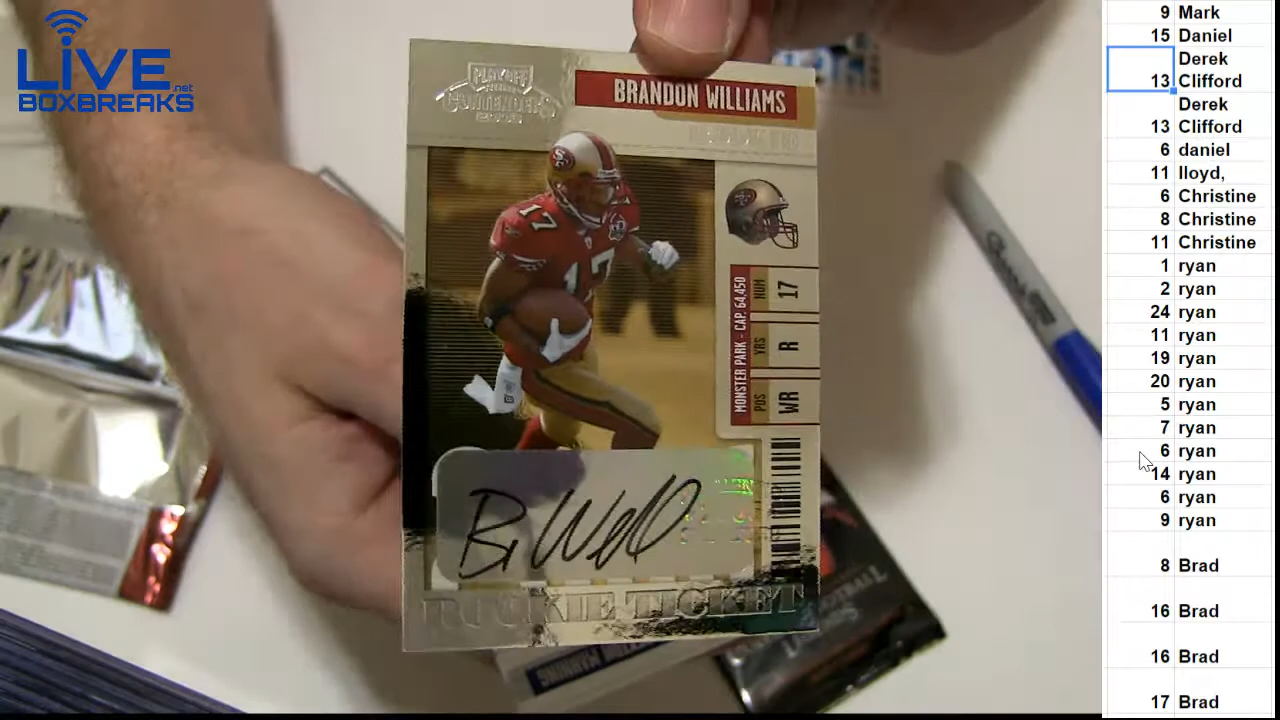 LIVE.net
BOXBREAKS
PLAYOFF
CONTENDERS
BRANDON WILLIAMS
17
17
MONSTER PARK - CAP. 64,450
NUM 17
YRS R
POS WR
ROOKIE TICKET
9 Mark
15 Daniel
Derek
13 Clifford
Derek
13 Clifford
6 daniel
11 lloyd,
6 Christine
8 Christine
11 Christine
1 ryan
2 ryan
24 ryan
11 ryan
19 ryan
20 ryan
5 ryan
7 ryan
6 ryan
14 ryan
6 ryan
9 ryan
8 Brad
16 Brad
16 Brad
17 Brad